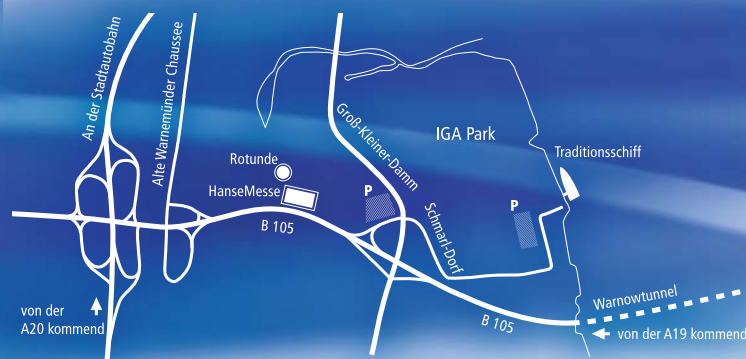 An der Stadtautobahn
Alte Warnemünder Chaussee
Groß-Kleiner-Damm
IGA Park
Traditionsschiff
Rotunde
HanseMesse
P
P
Schmarl-Dorf
B 105
von der
A20 kommend
B 105
Warnowtunnel
von der A19 kommend